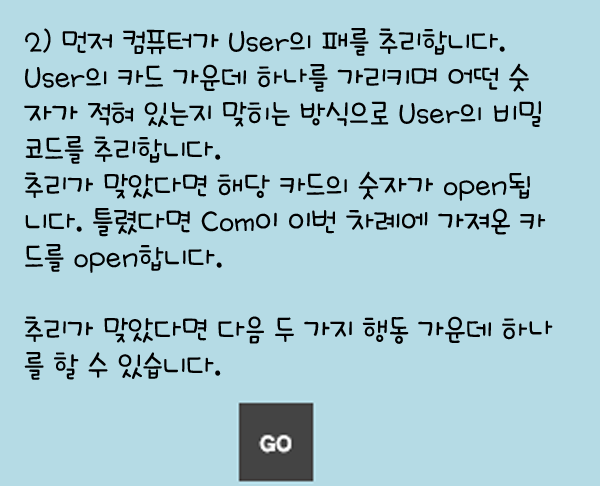 2) 먼저 컴퓨터가 User의 패를 추리합니다.
User의 카드 가운데 하나를 가리키며 어떤 숫
자가 적혀 있는지 맞히는 방식으로 User의 비밀
코드를 추리합니다.
추리가 맞았다면 해당 카드의 숫자가 open됩
니다. 틀렸다면 Com이 이번 차례에 가져온 카
드를 open합니다.
추리가 맞았다면 다음 두 가지 행동 가운데 하나
를 할 수 있습니다.
GO